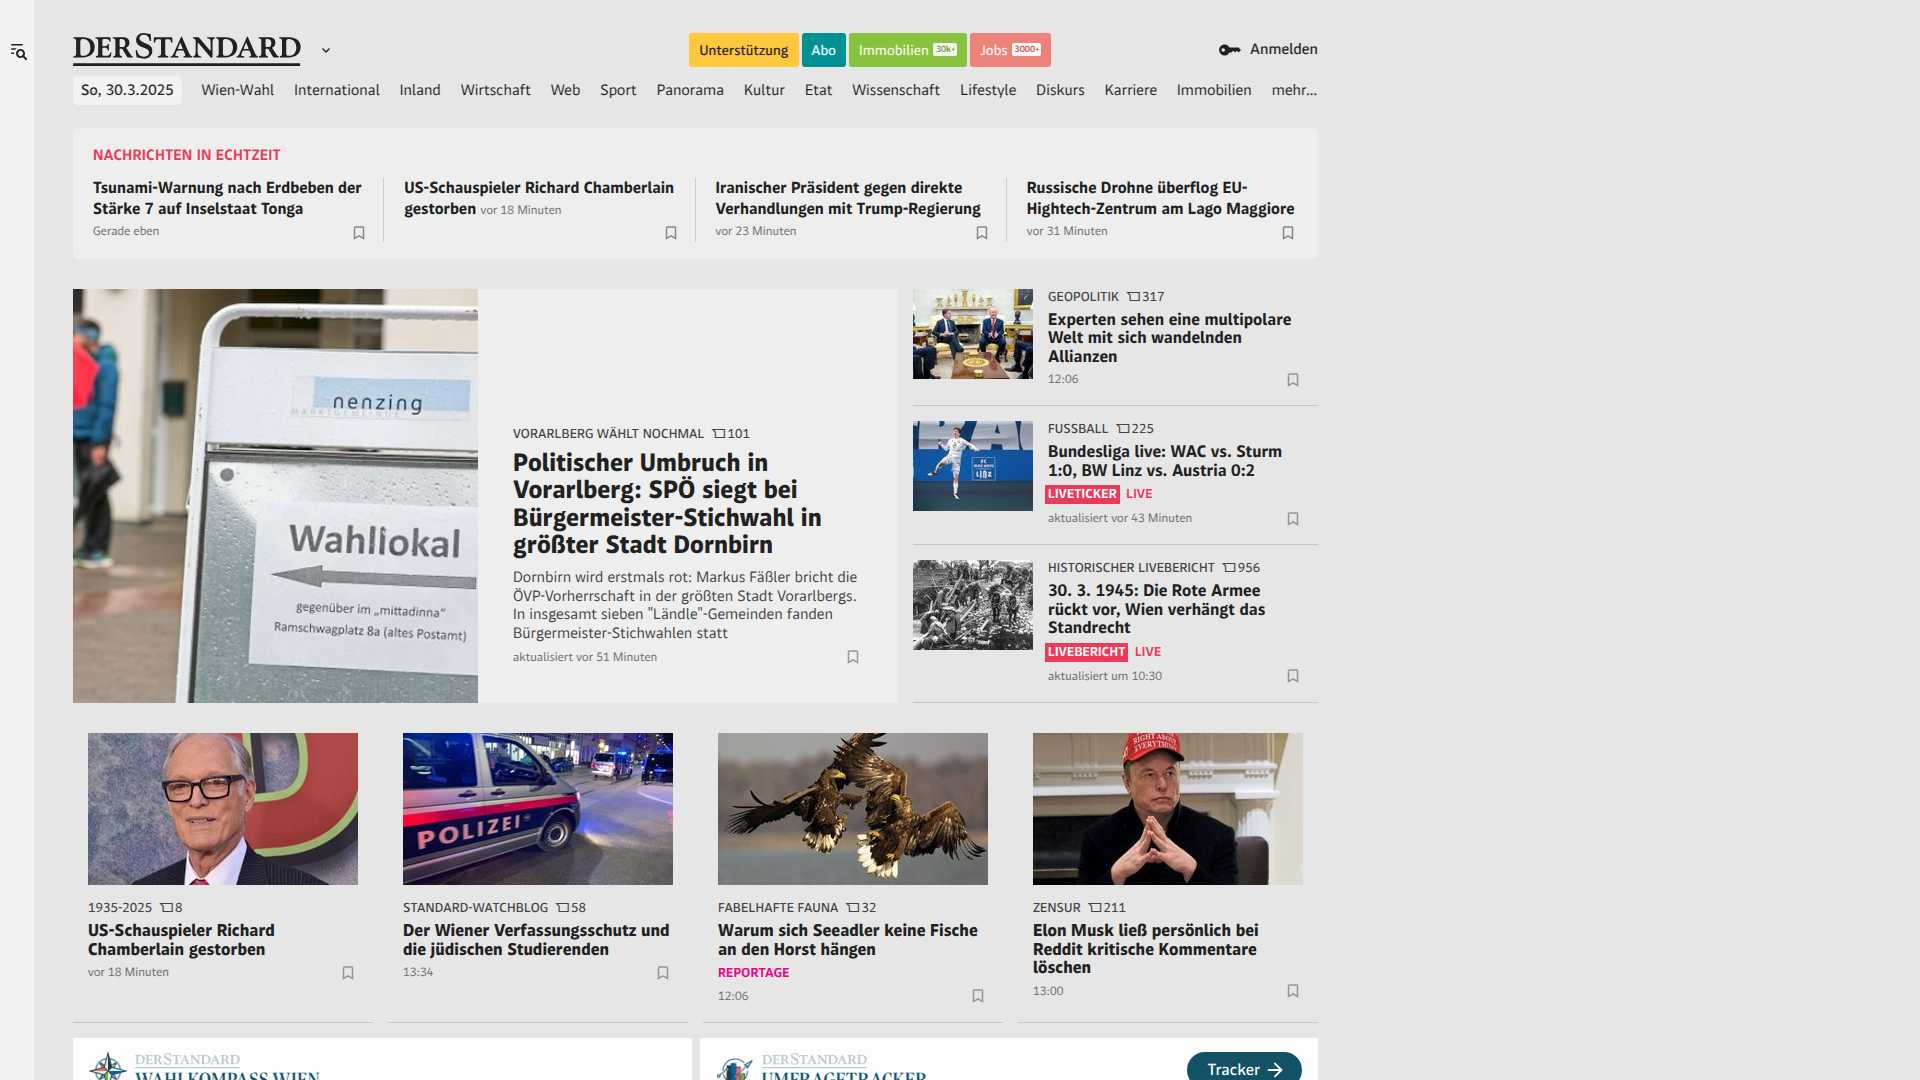 DERSTANDARD
Unterstützung
Abo
Immobilien 30k+
Jobs 3000+
Anmelden
So, 30.3.2025
Wien-Wahl
International
Inland
Wirtschaft
Web
Sport
Panorama
Kultur
Etat
Wissenschaft
Lifestyle
Diskurs
Karriere
Immobilien
mehr...
NACHRICHTEN IN ECHTZEIT
Tsunami-Warnung nach Erdbeben der
Stärke 7 auf Inselstaat Tonga
Gerade eben
US-Schauspieler Richard Chamberlain
gestorben vor 18 Minuten
Iranischer Präsident gegen direkte
Verhandlungen mit Trump-Regierung
vor 23 Minuten
Russische Drohne überflog EU-
Hightech-Zentrum am Lago Maggiore
vor 31 Minuten
nenzing
MARKTGEMEINDE
Wahllokal
gegenüber im „mittadinna“
Ramschwagplatz 8a (altes Postamt)
VORARLBERG WÄHLT NOCHMAL 101
Politischer Umbruch in
Vorarlberg: SPÖ siegt bei
Bürgermeister-Stichwahl in
größter Stadt Dornbirn
Dornbirn wird erstmals rot: Markus Fäßler bricht die
ÖVP-Vorherrschaft in der größten Stadt Vorarlbergs.
In insgesamt sieben "Ländle"-Gemeinden fanden
Bürgermeister-Stichwahlen statt
aktualisiert vor 51 Minuten
GEOPOLITIK 317
Experten sehen eine multipolare
Welt mit sich wandelnden
Allianzen
12:06
FUSSBALL 225
Bundesliga live: WAC vs. Sturm
1:0, BW Linz vs. Austria 0:2
LIVETICKER LIVE
aktualisiert vor 43 Minuten
HISTORISCHER LIVEBERICHT 956
30. 3. 1945: Die Rote Armee
rückt vor, Wien verhängt das
Standrecht
LIVEBERICHT LIVE
aktualisiert um 10:30
1935-2025 8
US-Schauspieler Richard
Chamberlain gestorben
vor 18 Minuten
POLIZEI
STANDARD-WATCHBLOG 58
Der Wiener Verfassungsschutz und
die jüdischen Studierenden
13:34
FABELHAFTE FAUNA 32
Warum sich Seeadler keine Fische
an den Horst hängen
REPORTAGE
12:06
RIGHT ABOUT
EVERYTHING
ZENSUR 211
Elon Musk ließ persönlich bei
Reddit kritische Kommentare
löschen
13:00
DERSTANDARD
WAHLKOMPASS WIEN
DERSTANDARD
UMFRAGETRACKER
Tracker